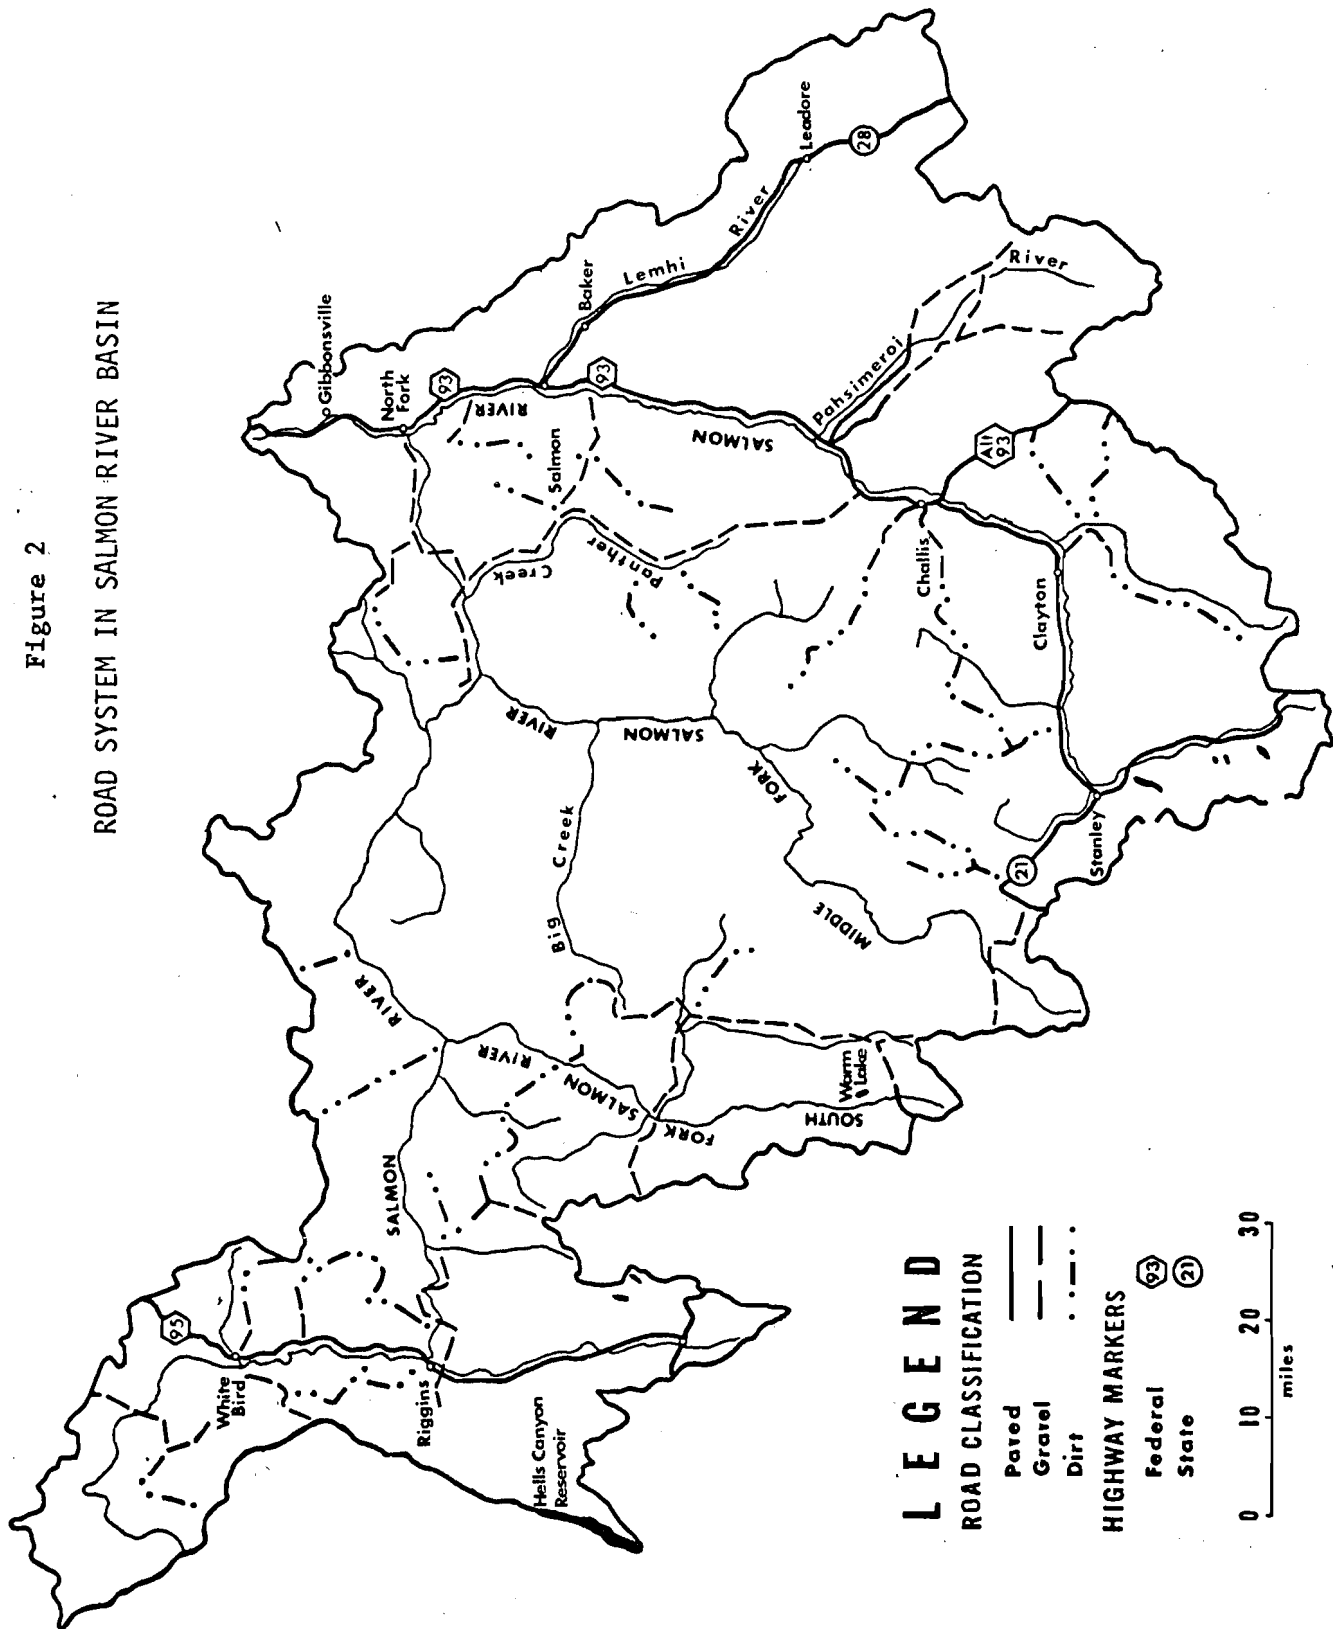 Figure 2
ROAD SYSTEM IN SALMON RIVER BASIN
Gibbonsville
North
Fork
93
RIVER
Baker
93
Lemhi
River
Leadore
28
Salmon
SALMON
Pahsimeroi
River
Creek
Panther
Challis
Alt
93
Clayton
RIVER
SALMON
FORK
MIDDLE
Big Creek
Stanley
21
RIVER
RIVER
SALMON
FORK
SOUTH
Warm
Lake
SALMON
95
White
Bird
Riggins
Hells Canyon
Reservoir
LEGEND
ROAD CLASSIFICATION
Paved
Gravel
Dirt
HIGHWAY MARKERS
Federal 93
State 21
0 10 20 30
miles